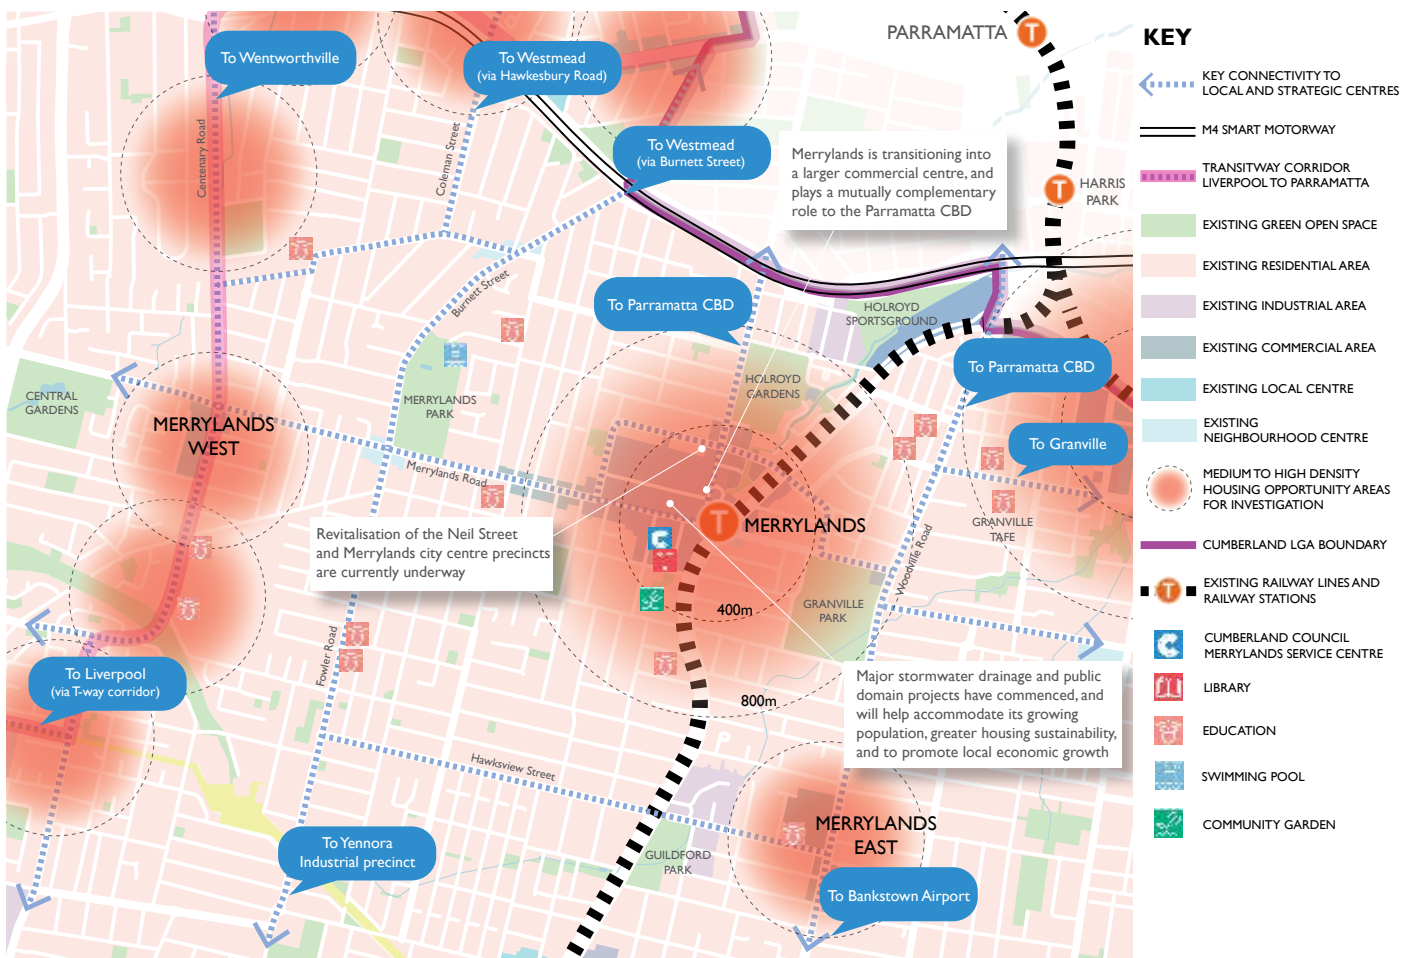 PARRAMATTA
T
KEY
To Wentworthville
To Westmead
(via Hawkesbury Road)
KEY CONNECTIVITY TO
LOCAL AND STRATEGIC CENTRES
M4 SMART MOTORWAY
Centenary Road
Coleman Street
To Westmead
(via Burnett Street)
Merrylands is transitioning into
a larger commercial centre, and
plays a mutually complementary
role to the Parramatta CBD
T
HARRIS
PARK
TRANSITWAY CORRIDOR
LIVERPOOL TO PARRAMATTA
EXISTING GREEN OPEN SPACE
EXISTING RESIDENTIAL AREA
Burnett Street
To Parramatta CBD
HOLROYD
SPORTSGROUND
EXISTING INDUSTRIAL AREA
EXISTING COMMERCIAL AREA
To Parramatta CBD
EXISTING LOCAL CENTRE
CENTRAL
GARDENS
MERRYLANDS
PARK
HOLROYD
GARDENS
MERRYLANDS
WEST
EXISTING
NEIGHBOURHOOD CENTRE
To Granville
Merrylands Road
MEDIUM TO HIGH DENSITY
HOUSING OPPORTUNITY AREAS
FOR INVESTIGATION
Revitalisation of the Neil Street
and Merrylands city centre precincts
are currently underway
T
MERRYLANDS
GRANVILLE
TAFE
Woodville Road
CUMBERLAND LGA BOUNDARY
T
EXISTING RAILWAY LINES AND
RAILWAY STATIONS
400m
GRANVILLE
PARK
Fowler Road
CUMBERLAND COUNCIL
MERRYLANDS SERVICE CENTRE
To Liverpool
(via T-way corridor)
Major stormwater drainage and public
domain projects have commenced, and
will help accommodate its growing
population, greater housing sustainability,
and to promote local economic growth
LIBRARY
800m
EDUCATION
Hawksview Street
SWIMMING POOL
COMMUNITY GARDEN
MERRYLANDS
EAST
To Yennora
Industrial precinct
GUILDFORD
PARK
To Bankstown Airport